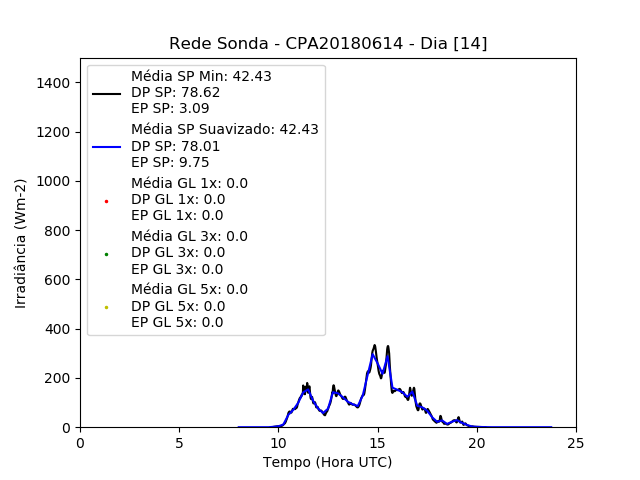 Rede Sonda - CPA20180614 - Dia [14]
Média SP Min: 42.43
DP SP: 78.62
EP SP: 3.09
Média SP Suavizado: 42.43
DP SP: 78.01
EP SP: 9.75
Média GL 1x: 0.0
DP GL 1x: 0.0
EP GL 1x: 0.0
Média GL 3x: 0.0
DP GL 3x: 0.0
EP GL 3x: 0.0
Média GL 5x: 0.0
DP GL 5x: 0.0
EP GL 5x: 0.0
Irradiância (Wm-2)
1400
1200
1000
800
600
400
200
0
0 5 10 15 20 25
Tempo (Hora UTC)